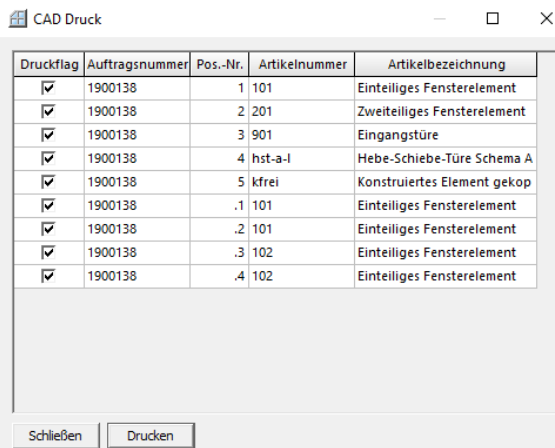 CAD Druck
Druckflag Auftragsnummer Pos.-Nr. Artikelnummer Artikelbezeichnung
1900138 1 101 Einteiliges Fensterelement
1900138 2 201 Zweiteiliges Fensterelement
1900138 3 901 Eingangstüre
1900138 4 hst-a-l Hebe-Schiebe-Türe Schema A
1900138 5 kfrei Konstruiertes Element gekop
1900138 .1 101 Einteiliges Fensterelement
1900138 .2 101 Einteiliges Fensterelement
1900138 .3 102 Einteiliges Fensterelement
1900138 .4 102 Einteiliges Fensterelement
Schließen Drucken